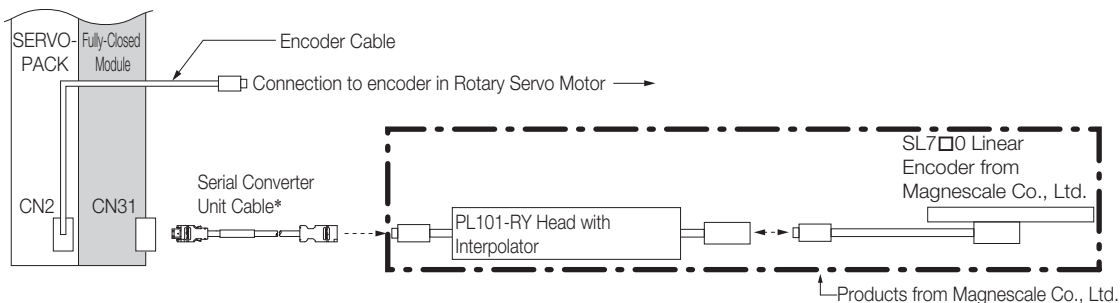 SERVO-
PACK
Fully-Closed
Module
Encoder Cable
Connection to encoder in Rotary Servo Motor
CN2
CN31
Serial Converter
Unit Cable*
PL101-RY Head with
Interpolator
SL7□0 Linear
Encoder from
Magnescale Co., Ltd.
Products from Magnescale Co., Ltd.